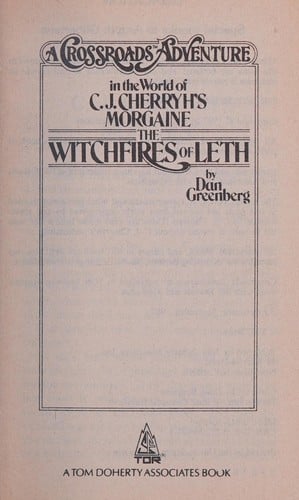 A CROSSROADS ADVENTURE
in the World of
C.J. CHERRYH'S
MORGAINE
THE
WITCHFIRES OF LETH
by
Dan
Greenberg
TOR
A TOM DOHERTY ASSOCIATES BOOK